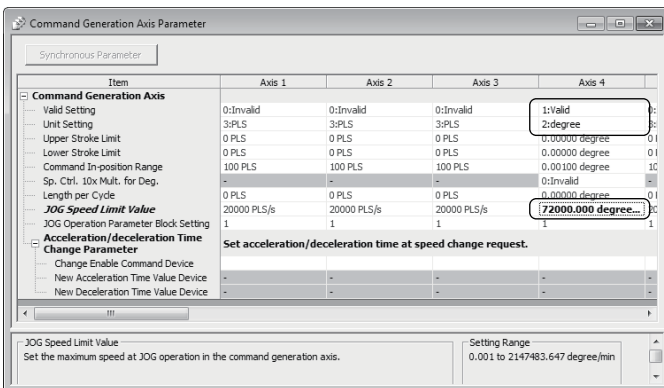 Command Generation Axis Parameter
Synchronous Parameter
Item Axis 1 Axis 2 Axis 3 Axis 4
Command Generation Axis
Valid Setting 0:Invalid 0:Invalid 0:Invalid 1:Valid 0:
Unit Setting 3:PLS 3:PLS 3:PLS 2:degree 3:
Upper Stroke Limit 0 PLS 0 PLS 0 PLS 0.00000 degree 0
Lower Stroke Limit 0 PLS 0 PLS 0 PLS 0.00000 degree 0
Command In-position Range 100 PLS 100 PLS 100 PLS 0.00100 degree 10
Sp. Ctrl. 10x Mult. for Deg. - - - 0:Invalid -
Length per Cycle 0 PLS 0 PLS 0 PLS 0.00000 degree 0
JOG Speed Limit Value 20000 PLS/s 20000 PLS/s 20000 PLS/s 72000.000 degree... 20
JOG Operation Parameter Block Setting 1 1 1 1 1
Acceleration/deceleration Time Change Parameter Set acceleration/deceleration time at speed change request.
Change Enable Command Device
New Acceleration Time Value Device - - - - -
New Deceleration Time Value Device - - - - -
JOG Speed Limit Value
Set the maximum speed at JOG operation in the command generation axis.
Setting Range
0.001 to 2147483.647 degree/min